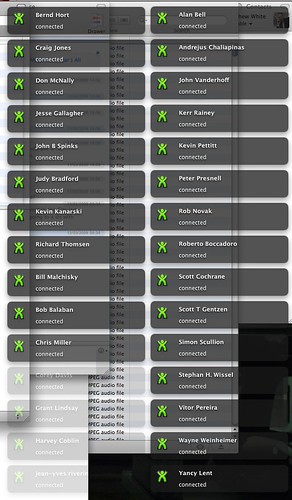 Bernd Hort
connected
Craig Jones
connected
Don McNally
connected
Jesse Gallagher
connected
John B Spinks
connected
Judy Bradford
connected
Kevin Kanarski
connected
Richard Thomsen
connected
Bill Malchisky
connected
Bob Balaban
connected
Chris Miller
connected
Corey Davis
connected
Grant Lindsay
connected
Harvey
connected
connected
Alan Bell
connected
Andrejus Chaliapinas
connected
John Vanderhoff
connected
Kerr Rainey
connected
Kevin Pettitt
connected
Peter Presnell
connected
Rob Novak
connected
Roberto Boccadoro
connected
Scott Cochrane
connected
Scott T Gentzen
connected
Simon Scullion
connected
Stephan H. Wissel
connected
Vitor Pereira
connected
Wayne Weinheimer
connected
Yancy Lent
connected